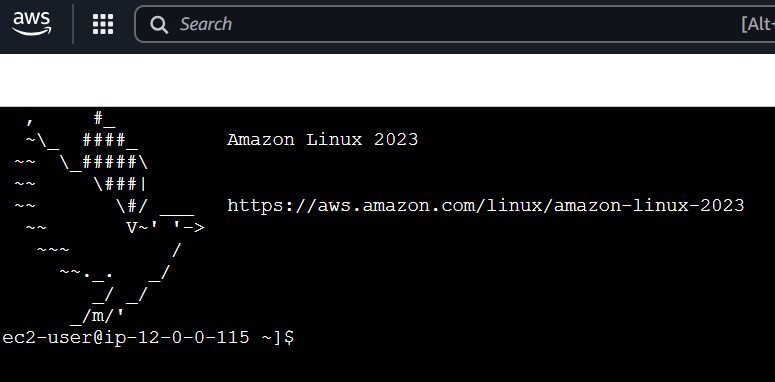 aws
Search
[Alt+
   ,     #_
   ~\_  ####_        Amazon Linux 2023
  ~~  \_#####\
  ~~     \###|
  ~~       \#/ ___   https://aws.amazon.com/linux/amazon-linux-2023
   ~~       V~' '->
    ~~~         /
      ~~._.   _/
         _/ _/
       _/m/'
ec2-user@ip-12-0-0-115 ~]$